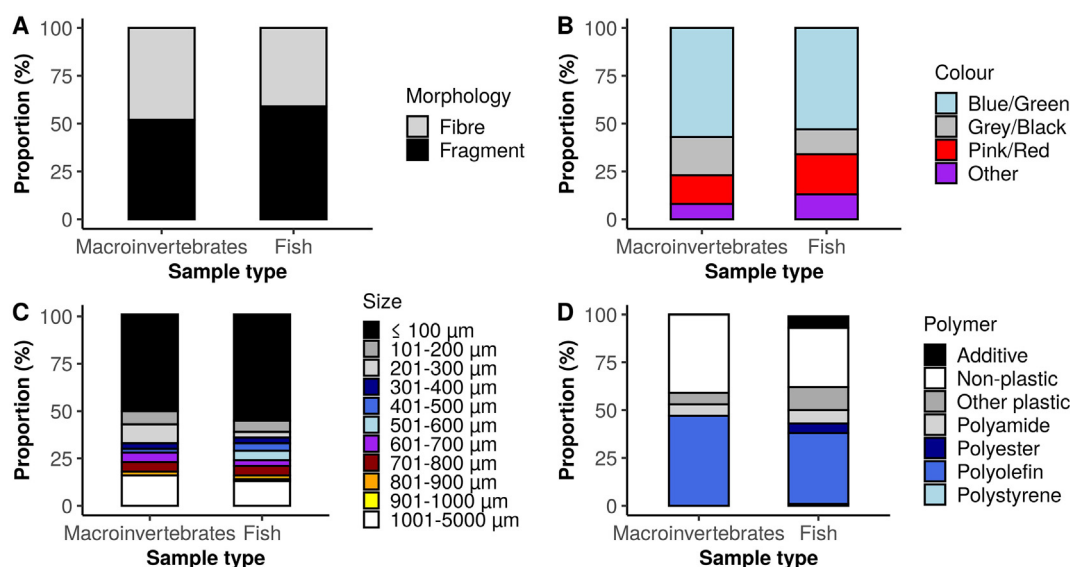 A
Proportion (%)
100
75
50
25
0
Macroinvertebrates Fish
Sample type
Morphology
Fibre
Fragment
B
Proportion (%)
100
75
50
25
0
Macroinvertebrates Fish
Sample type
Colour
Blue/Green
Grey/Black
Pink/Red
Other
C
Proportion (%)
100
75
50
25
0
Macroinvertebrates Fish
Sample type
Size
≤ 100 µm
101-200 µm
201-300 µm
301-400 µm
401-500 µm
501-600 µm
601-700 µm
701-800 µm
801-900 µm
901-1000 µm
1001-5000 µm
D
Proportion (%)
100
75
50
25
0
Macroinvertebrates Fish
Sample type
Polymer
Additive
Non-plastic
Other plastic
Polyamide
Polyester
Polyolefin
Polystyrene